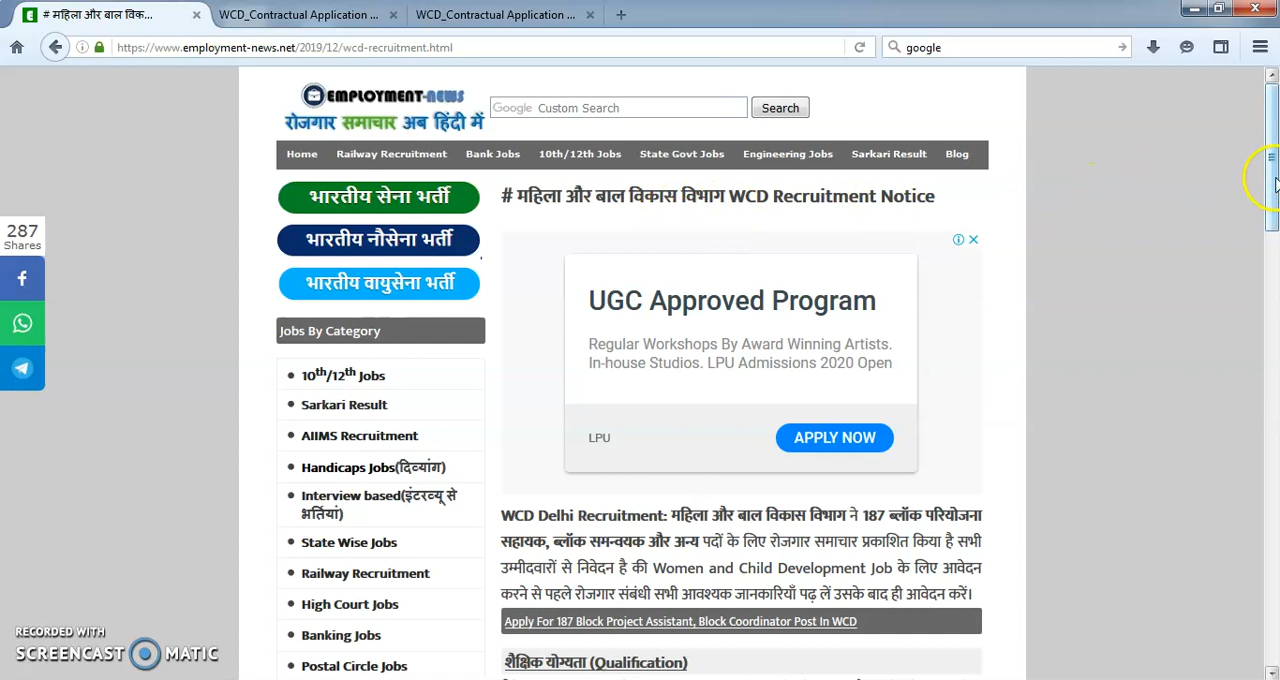 # महिला और बाल विक...
WCD_Contractual Application ...
WCD_Contractual Application ...
https://www.employment-news.net/2019/12/wcd-recruitment.html
google
EMPLOYMENT-NEWS
रोजगार समाचार अब हिंदी में
Google Custom Search
Search
Home Railway Recruitment Bank Jobs 10th/12th Jobs State Govt Jobs Engineering Jobs Sarkari Result Blog
भारतीय सेना भर्ती
भारतीय नौसेना भर्ती
भारतीय वायुसेना भर्ती
287
Shares
Jobs By Category
10th/12th Jobs
Sarkari Result
AIIMS Recruitment
Handicaps Jobs(दिव्यांग)
Interview based(इंटरव्यू से
भर्तियां)
State Wise Jobs
Railway Recruitment
High Court Jobs
Banking Jobs
Postal Circle Jobs
# महिला और बाल विकास विभाग WCD Recruitment Notice
UGC Approved Program
Regular Workshops By Award Winning Artists.
In-house Studios. LPU Admissions 2020 Open
LPU
APPLY NOW
WCD Delhi Recruitment: महिला और बाल विकास विभाग ने 187 ब्लॉक परियोजना
सहायक, ब्लॉक समन्वयक और अन्य पदों के लिए रोजगार समाचार प्रकाशित किया है सभी
उम्मीदवारों से निवेदन है की Women and Child Development Job के लिए आवेदन
करने से पहले रोजगार संबंधी सभी आवश्यक जानकारियाँ पढ़ लें उसके बाद ही आवेदन करें।
Apply For 187 Block Project Assistant, Block Coordinator Post In WCD
शैक्षिक योग्यता (Qualification)
RECORDED WITH
SCREENCAST MATIC